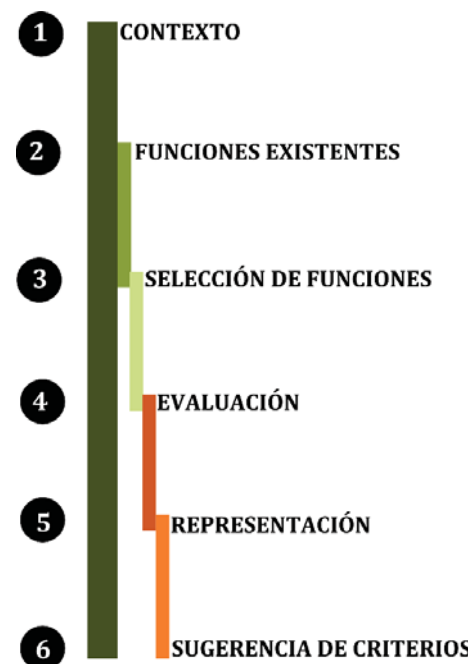 1 CONTEXTO
2 FUNCIONES EXISTENTES
3 SELECCIÓN DE FUNCIONES
4 EVALUACIÓN
5 REPRESENTACIÓN
6 SUGERENCIA DE CRITERIOS